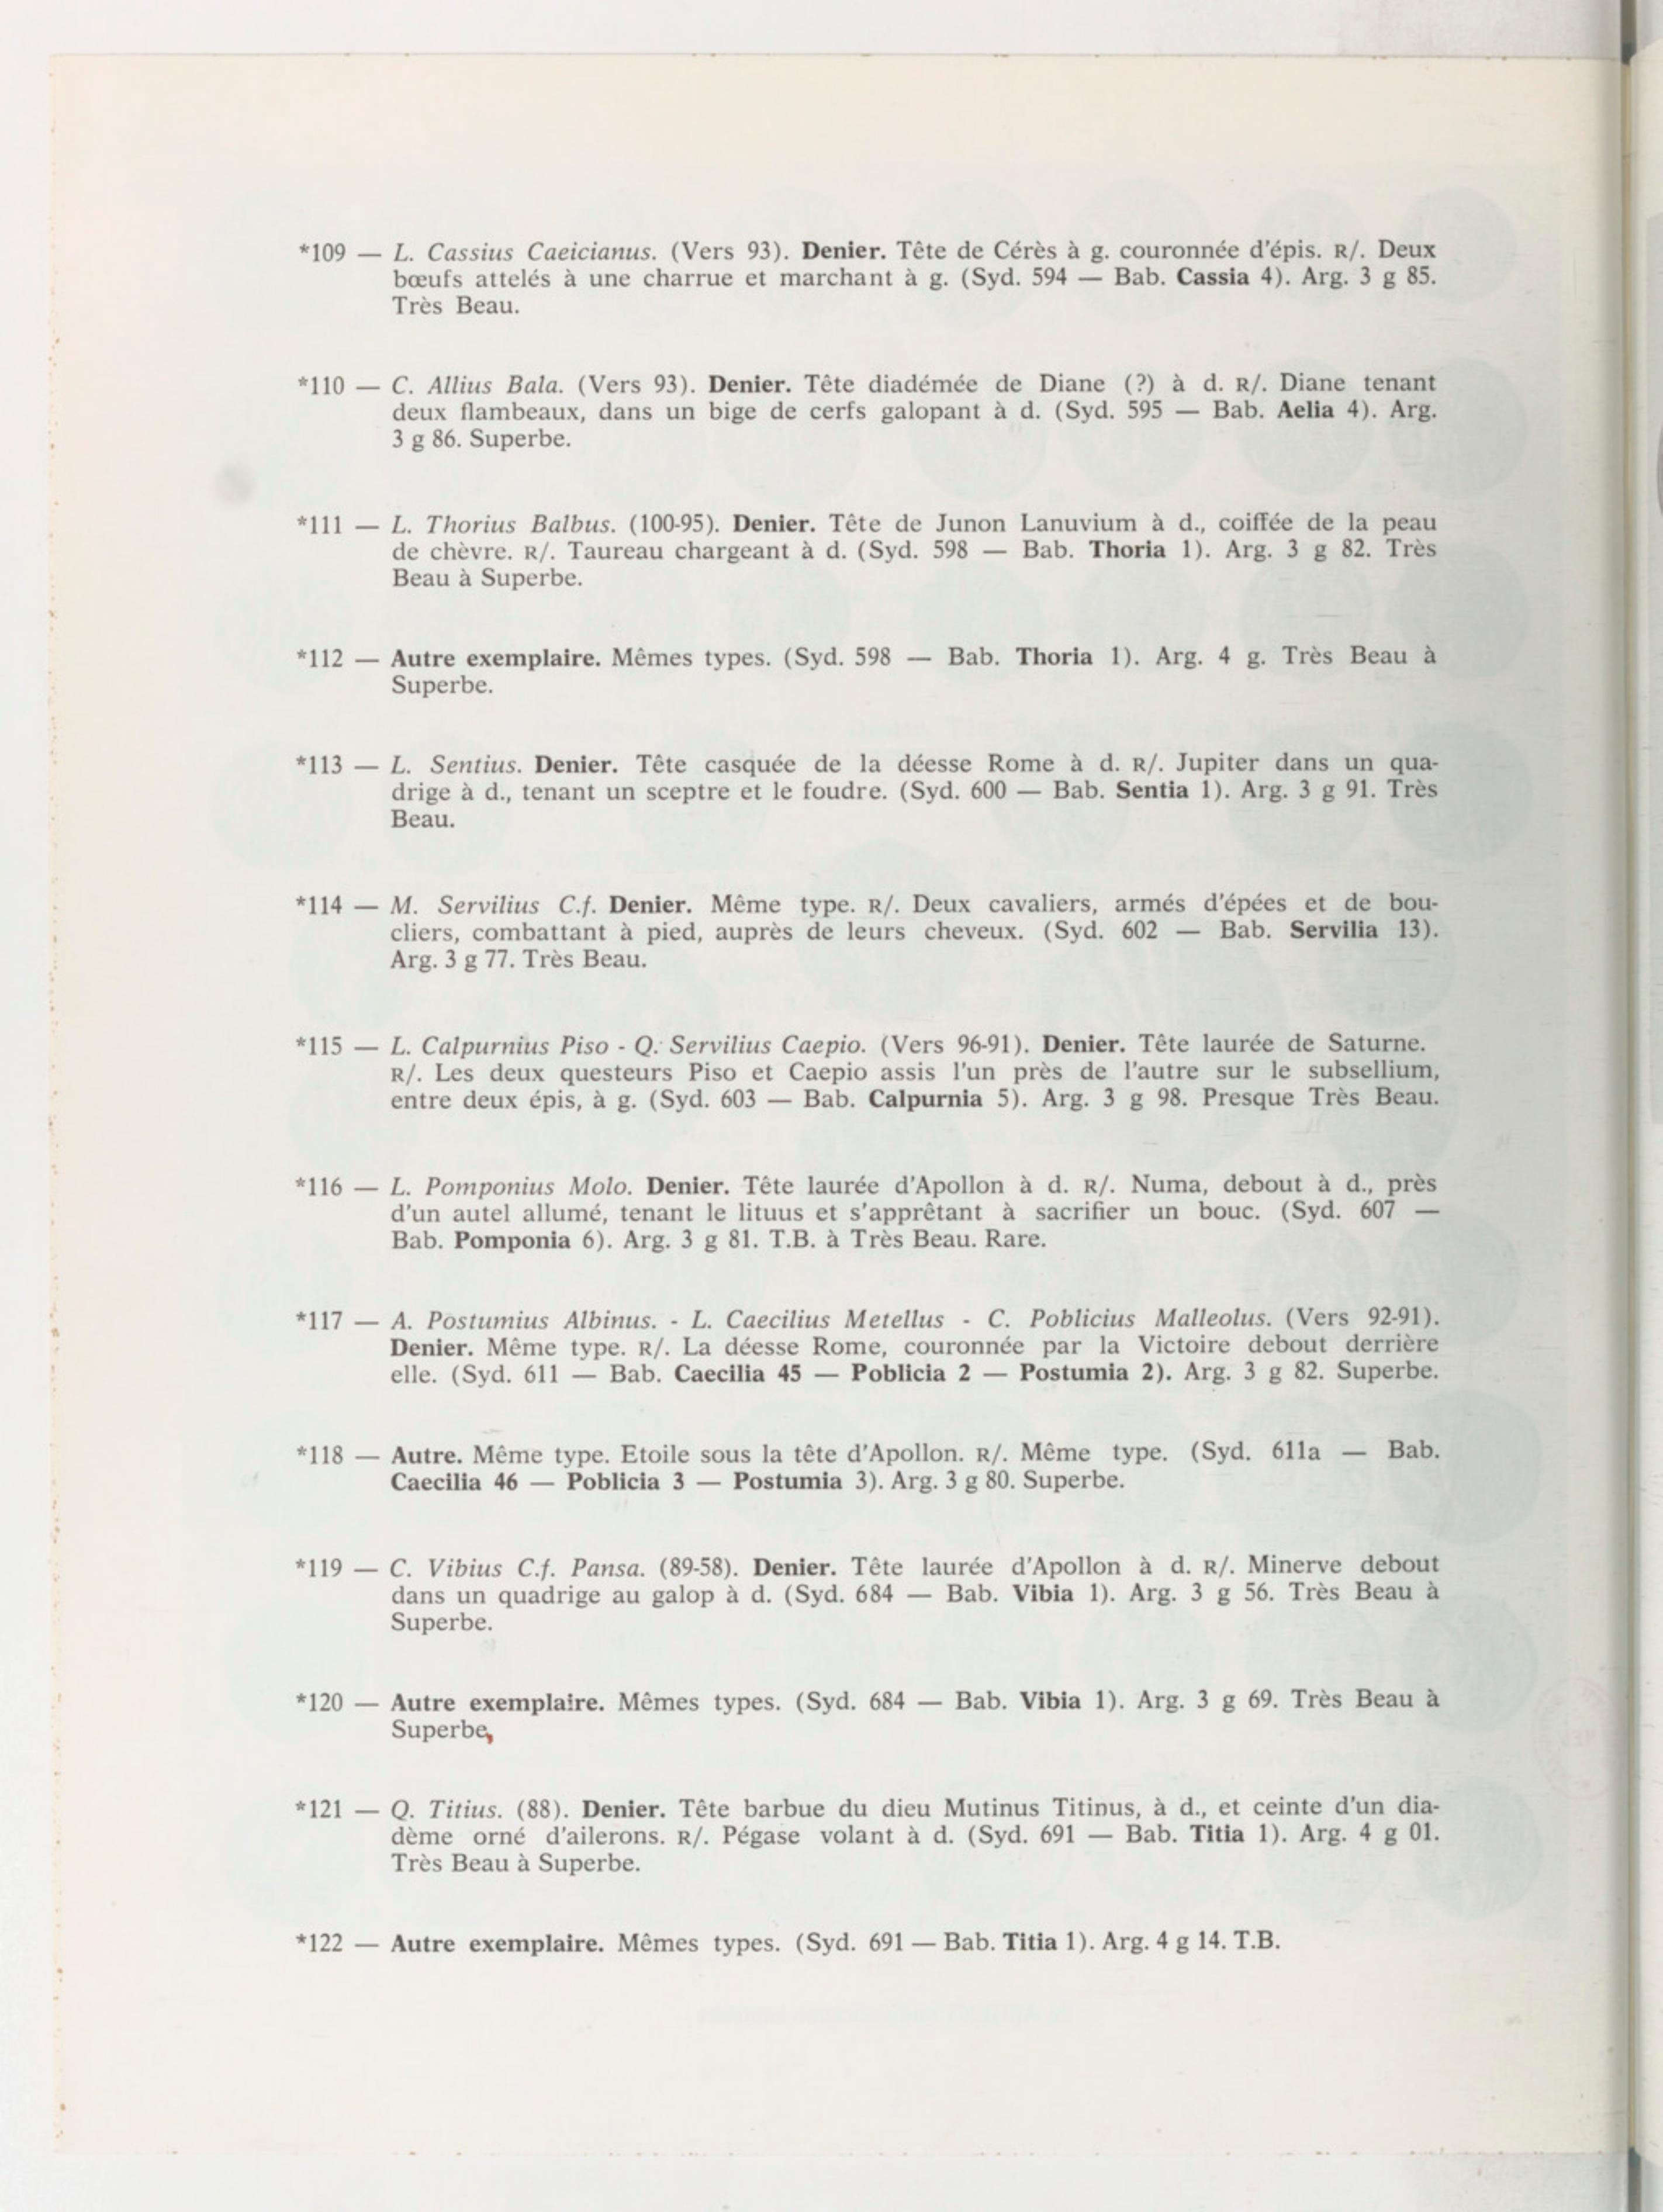 *109 — L. Cassius Caeicianus. (Vers 93). Denier. Tête de Cérès à g. couronnée d'épis. R/. Deux
bœufs attelés à une charrue et marchant à g. (Syd. 594 — Bab. Cassia 4). Arg. 3 g 85.
Très Beau.
*110 — C. Allius Bala. (Vers 93). Denier. Tête diadémée de Diane (?) à d. R/. Diane tenant
deux flambeaux, dans un bige de cerfs galopant à d. (Syd. 595 — Bab. Aelia 4). Arg.
3 g 86. Superbe.
*111 — L. Thorius Balbus. (100-95). Denier. Tête de Junon Lanuvium à d., coiffée de la peau
de chèvre. R/. Taureau chargeant à d. (Syd. 598 — Bab. Thoria 1). Arg. 3 g 82. Très
Beau à Superbe.
*112 — Autre exemplaire. Mêmes types. (Syd. 598 — Bab. Thoria 1). Arg. 4 g. Très Beau à
Superbe.
*113 — L. Sentius. Denier. Tête casquée de la déesse Rome à d. R/. Jupiter dans un qua-
drige à d., tenant un sceptre et le foudre. (Syd. 600 — Bab. Sentia 1). Arg. 3 g 91. Très
Beau.
*114 — M. Servilius C.f. Denier. Même type. R/. Deux cavaliers, armés d'épées et de bou-
cliers, combattant à pied, auprès de leurs cheveux. (Syd. 602 — Bab. Servilia 13).
Arg. 3 g 77. Très Beau.
*115 — L. Calpurnius Piso - Q. Servilius Caepio. (Vers 96-91). Denier. Tête laurée de Saturne.
R/. Les deux questeurs Piso et Caepio assis l'un près de l'autre sur le subsellium,
entre deux épis, à g. (Syd. 603 — Bab. Calpurnia 5). Arg. 3 g 98. Presque Très Beau.
*116 — L. Pomponius Molo. Denier. Tête laurée d'Apollon à d. R/. Numa, debout à d., près
d'un autel allumé, tenant le lituus et s'apprêtant à sacrifier un bouc. (Syd. 607 —
Bab. Pomponia 6). Arg. 3 g 81. T.B. à Très Beau. Rare.
*117 — A. Postumius Albinus. - L. Caecilius Metellus - C. Poblicius Malleolus. (Vers 92-91).
Denier. Même type. R/. La déesse Rome, couronnée par la Victoire debout derrière
elle. (Syd. 611 — Bab. Caecilia 45 — Poblicia 2 — Postumia 2). Arg. 3 g 82. Superbe.
*118 — Autre. Même type. Etoile sous la tête d'Apollon. R/. Même type. (Syd. 611a — Bab.
Caecilia 46 — Poblicia 3 — Postumia 3). Arg. 3 g 80. Superbe.
*119 — C. Vibius C.f. Pansa. (89-58). Denier. Tête laurée d'Apollon à d. R/. Minerve debout
dans un quadrige au galop à d. (Syd. 684 — Bab. Vibia 1). Arg. 3 g 56. Très Beau à
Superbe.
*120 — Autre exemplaire. Mêmes types. (Syd. 684 — Bab. Vibia 1). Arg. 3 g 69. Très Beau à
Superbe,
*121 — Q. Titius. (88). Denier. Tête barbue du dieu Mutinus Titinus, à d., et ceinte d'un dia-
dème orné d'ailerons. R/. Pégase volant à d. (Syd. 691 — Bab. Titia 1). Arg. 4 g 01.
Très Beau à Superbe.
*122 — Autre exemplaire. Mêmes types. (Syd. 691 — Bab. Titia 1). Arg. 4 g 14. T.B.